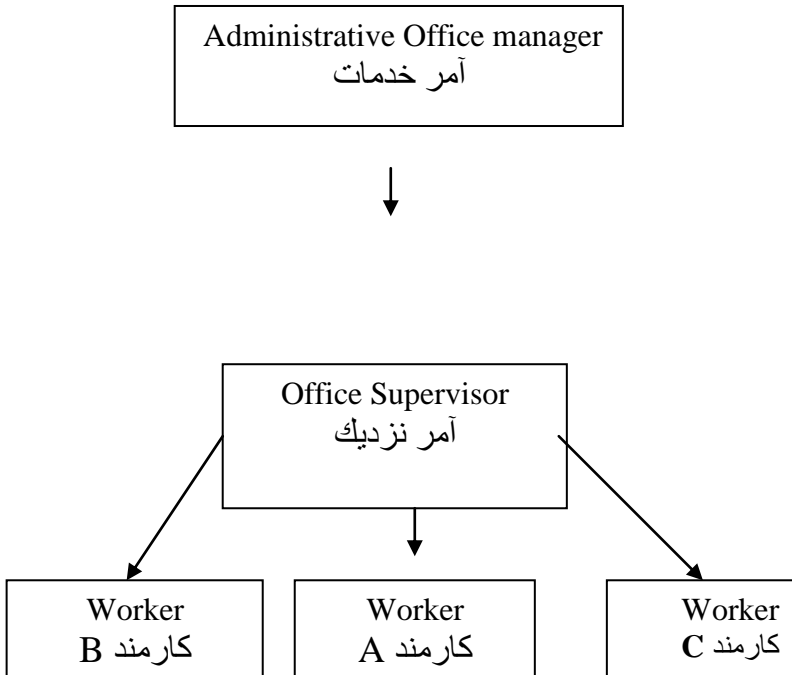 Administrative Office manager
آمر خدمات
Office Supervisor
آمر نزديك
Worker
كارمند B
Worker
كارمند A
Worker
كارمند C